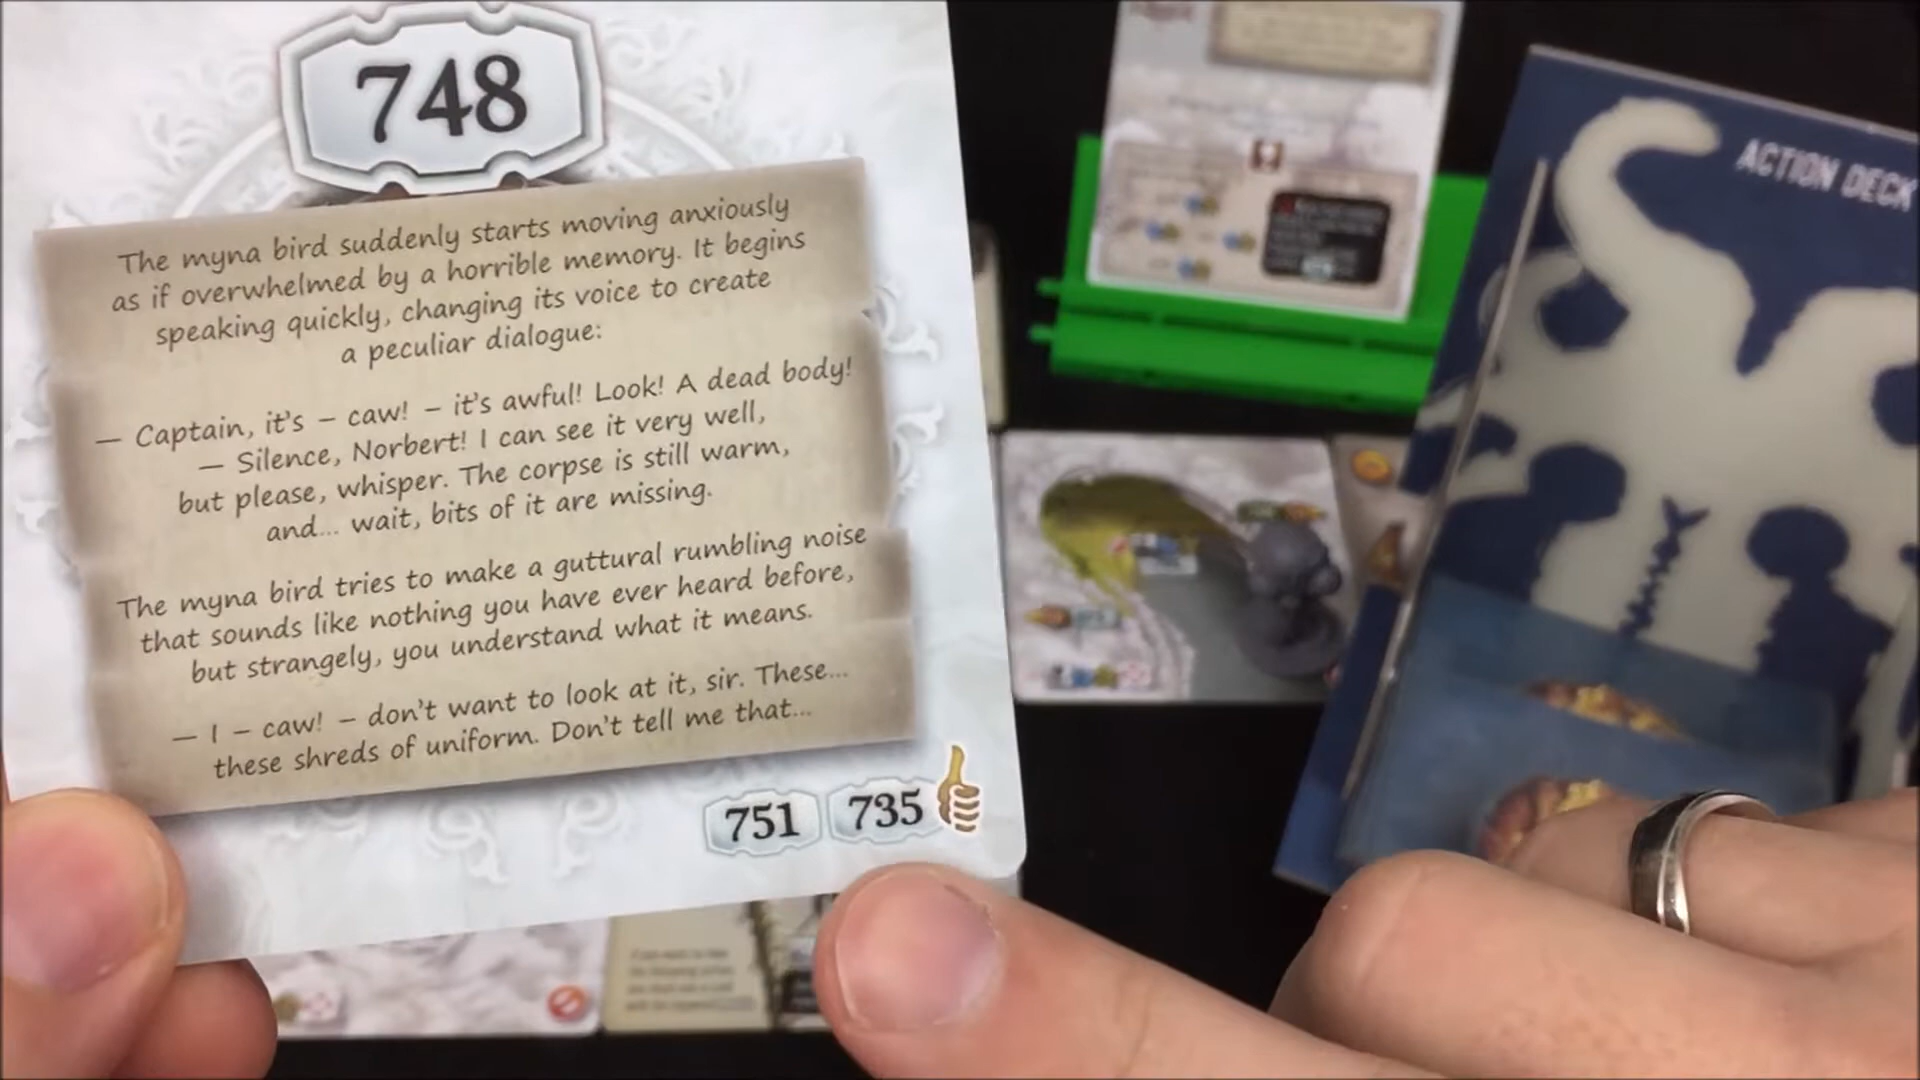 748
The myna bird suddenly starts moving anxiously
as if overwhelmed by a horrible memory. It begins
speaking quickly, changing its voice to create
a peculiar dialogue:
— Captain, it's – caw! – it's awful! Look! A dead body!
— Silence, Norbert! I can see it very well,
but please, whisper. The corpse is still warm,
and... wait, bits of it are missing.
The myna bird tries to make a guttural rumbling noise
that sounds like nothing you have ever heard before,
but strangely, you understand what it means.
— I – caw! – don't want to look at it, sir. These...
these shreds of uniform. Don't tell me that...
751 735
ACTION DECK